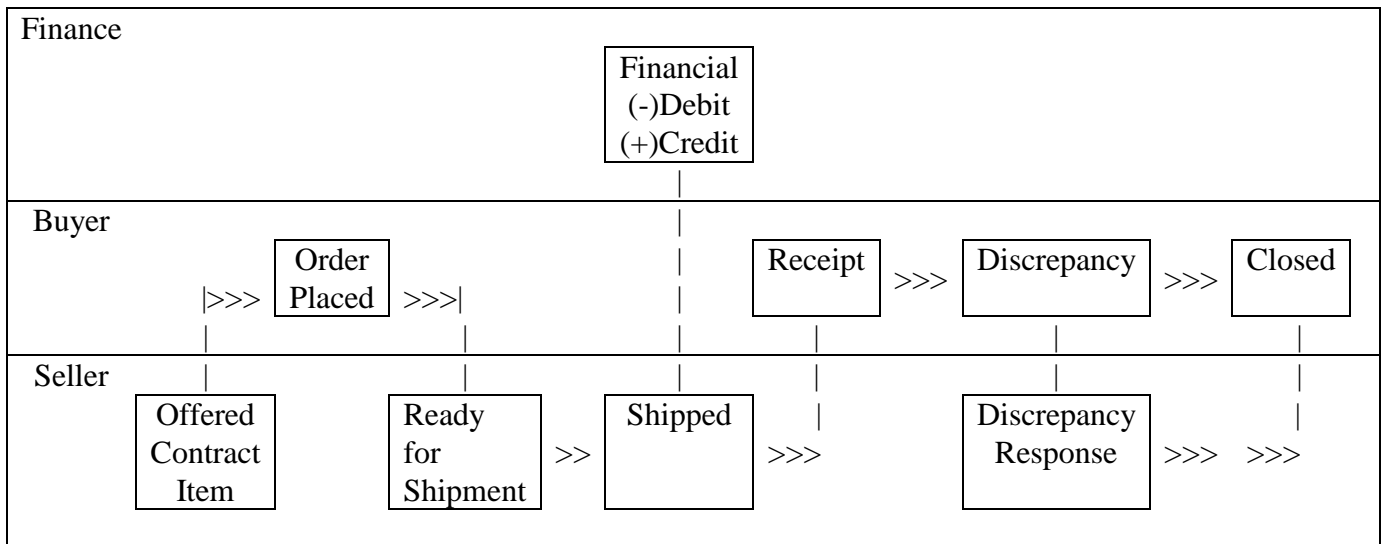 Finance
Financial
(-)Debit
(+)Credit
|
Buyer
|
Order
Placed
|>>>
>>>|
|
|
|
Receipt
>>>
Discrepancy
>>>
Closed
| | | | | |
Seller
| | | | | |
Offered
Contract
Item
Ready
for
Shipment
>>
Shipped
>>>
|
Discrepancy
Response
>>> >>>
|